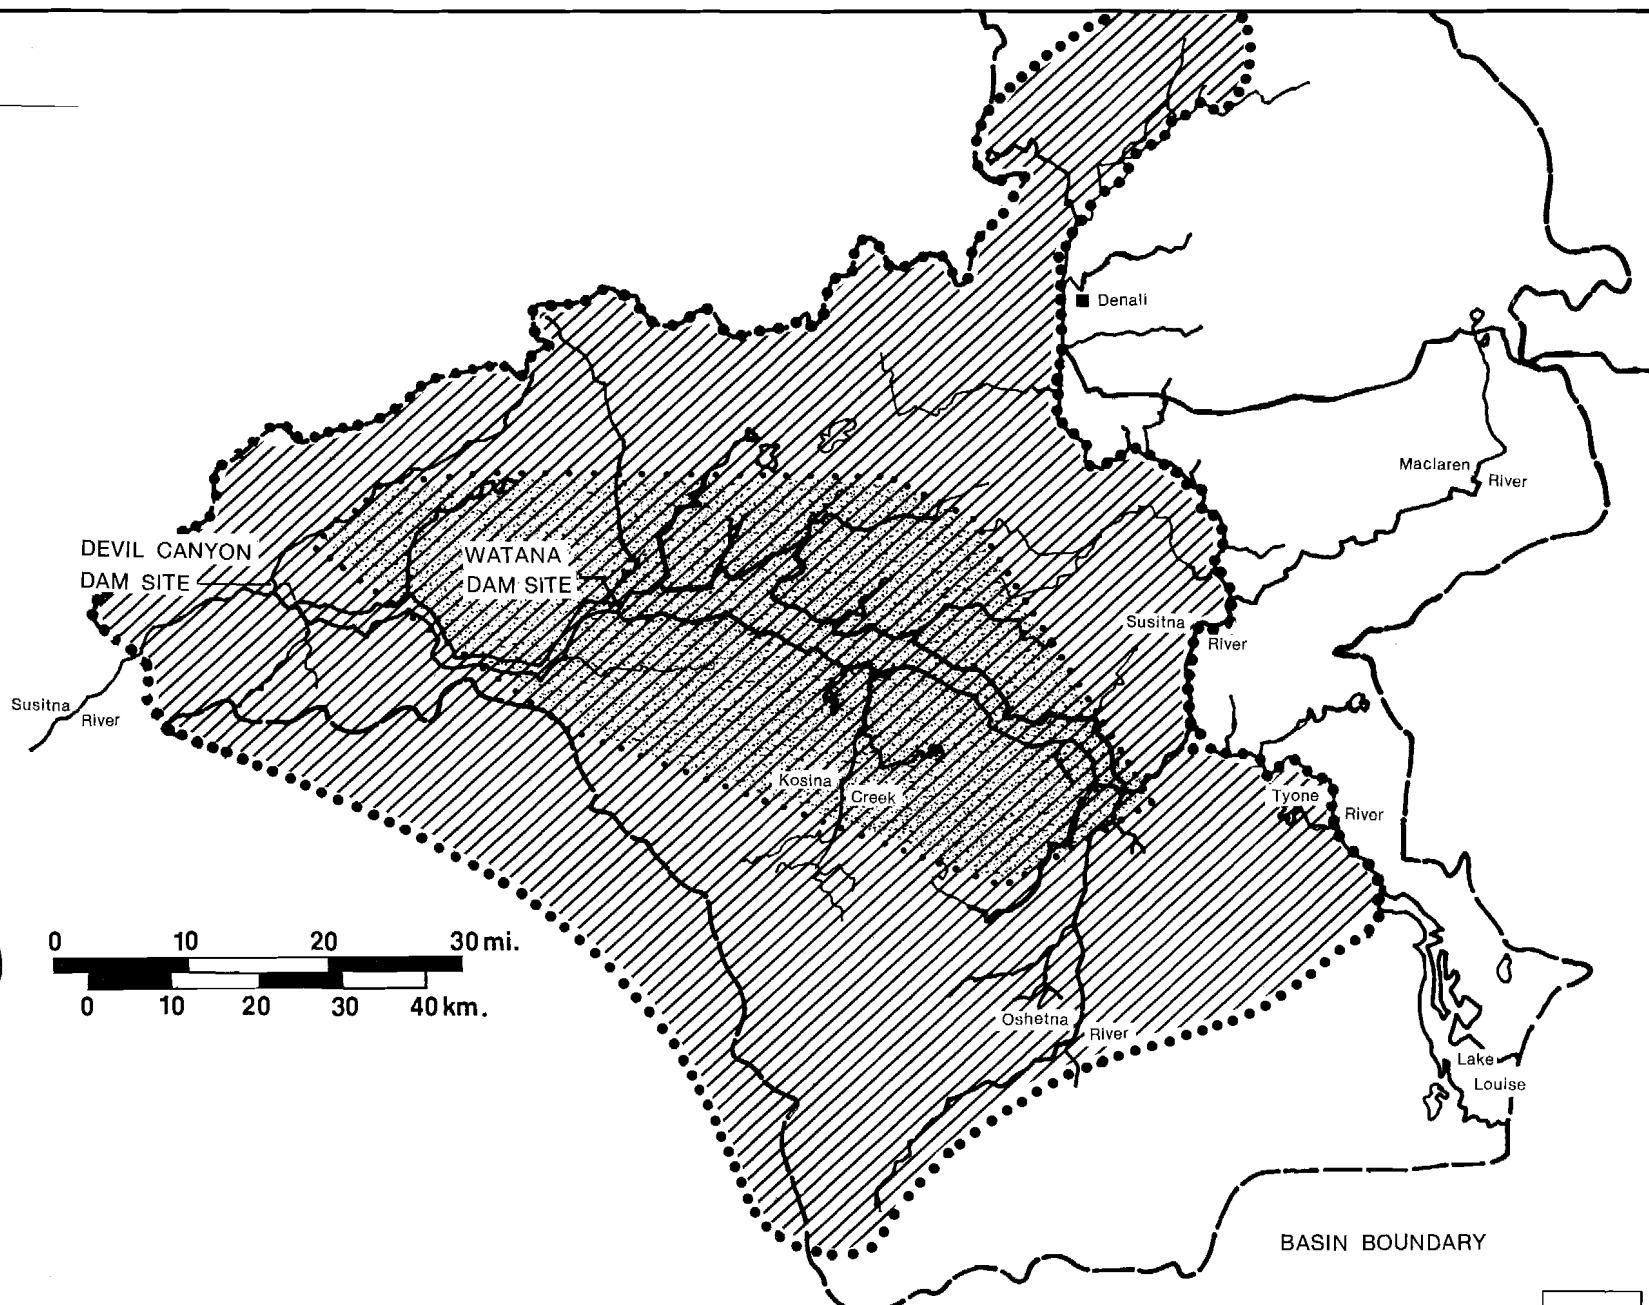 Denali
Maclaren
River
DEVIL CANYON
DAM SITE
WATANA
DAM SITE
Susitna
River
Susitna
River
Kosina
Creek
Tyone
River
0 10 20 30 mi.
0 10 20 30 40 km.
Oshetna
River
Lake
Louise
BASIN BOUNDARY